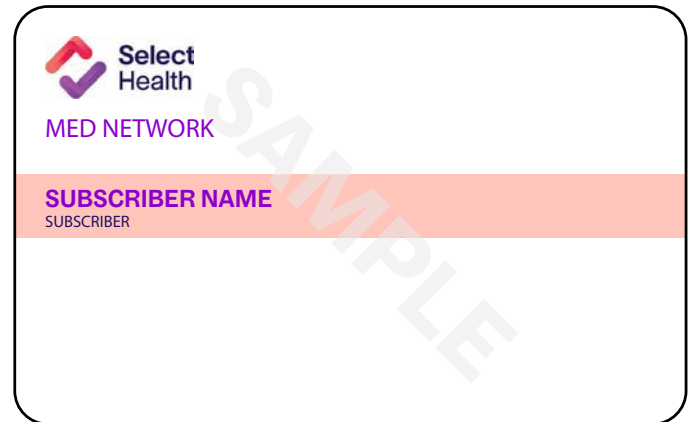 Select
Health
MED NETWORK
SUBSCRIBER NAME
SUBSCRIBER
SAMPLE